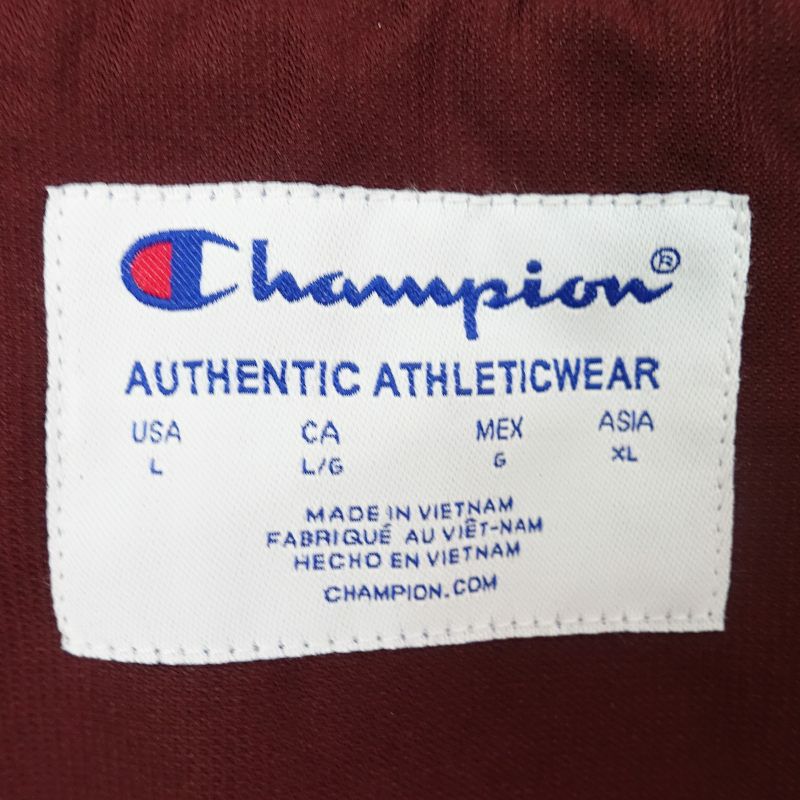 Champion®
AUTHENTIC ATHLETICWEAR
USA CA MEX ASIA
L L/G G XL
MADE IN VIETNAM
FABRIQUÉ AU VIÊT-NAM
HECHO EN VIETNAM
CHAMPION.COM